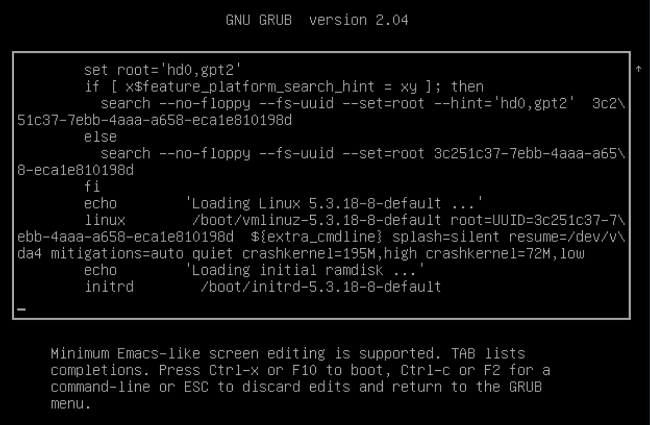 GNU GRUB  version 2.04
set root='hd0,gpt2'
if [ x$feature_platform_search_hint = xy ]; then
search --no-floppy --fs-uuid --set=root --hint='hd0,gpt2'  3c2\
51c37-7ebb-4aaa-a658-eca1e810198d
else
search --no-floppy --fs-uuid --set=root 3c251c37-7ebb-4aaa-a65\
8-eca1e810198d
fi
echo        'Loading Linux 5.3.18-8-default ...'
linux        /boot/vmlinuz-5.3.18-8-default root=UUID=3c251c37-7\
ebb-4aaa-a658-eca1e810198d  ${extra_cmdline} splash=silent resume=/dev/v\
da4 mitigations=auto quiet crashkernel=195M,high crashkernel=72M,low
echo        'Loading initial ramdisk ...'
initrd        /boot/initrd-5.3.18-8-default
Minimum Emacs-like screen editing is supported. TAB lists
completions. Press Ctrl-x or F10 to boot, Ctrl-c or F2 for a
command-line or ESC to discard edits and return to the GRUB
menu.